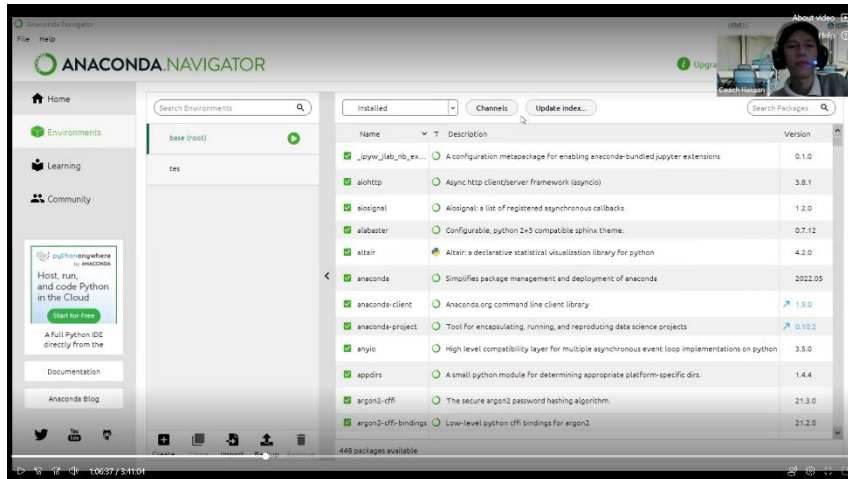 Anaconda Navigator
About video
File Help
Help
ANACONDA.NAVIGATOR
Upgra
Coach Hassan
Home
Environments
Learning
Community
pythonanywhere
by ANACONDA
Host, run,
and code Python
in the Cloud
Start for Free
A Full Python IDE
directly from the
Documentation
Anaconda Blog
You
Tube
Search Environments
base (root)
tes
Create Clone Import Backup Remove
Installed Channels Update index... Search Packages
Name T Description Version
_ipyw_jlab_nb_ex... A configuration metapackage for enabling anaconda-bundled jupyter extensions 0.1.0
aiohttp Async http client/server framework (asyncio) 3.8.1
aiosignal Aiosignal: a list of registered asynchronous callbacks 1.2.0
alabaster Configurable, python 2+3 compatible sphinx theme. 0.7.12
altair Altair: a declarative statistical visualization library for python 4.2.0
anaconda Simplifies package management and deployment of anaconda 2022.05
anaconda-client Anaconda.org command line client library 1.9.0
anaconda-project Tool for encapsulating, running, and reproducing data science projects 0.10.2
anyio High level compatibility layer for multiple asynchronous event loop implementations on python 3.5.0
appdirs A small python module for determining appropriate platform-specific dirs. 1.4.4
argon2-cffi The secure argon2 password hashing algorithm. 21.3.0
argon2-cffi-bindings Low-level python cffi bindings for argon2 21.2.0
448 packages available
1:06:37 / 3:41:04